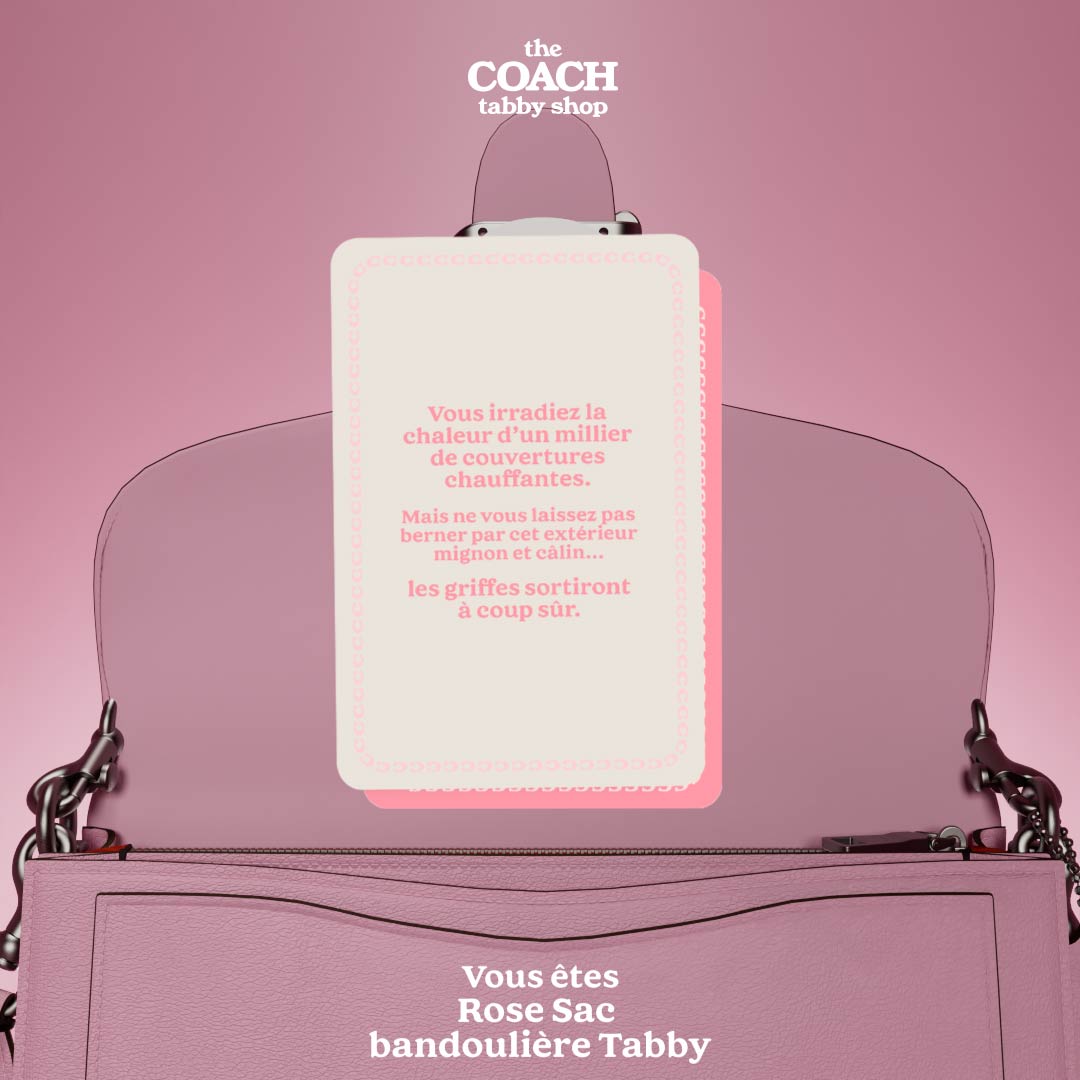 the
COACH
tabby shop
Vous irradiez la
chaleur d'un millier
de couvertures
chauffantes.
Mais ne vous laissez pas
berner par cet extérieur
mignon et câlin...
les griffes sortiront
à coup sûr.
Vous êtes
Rose Sac
bandoulière Tabby